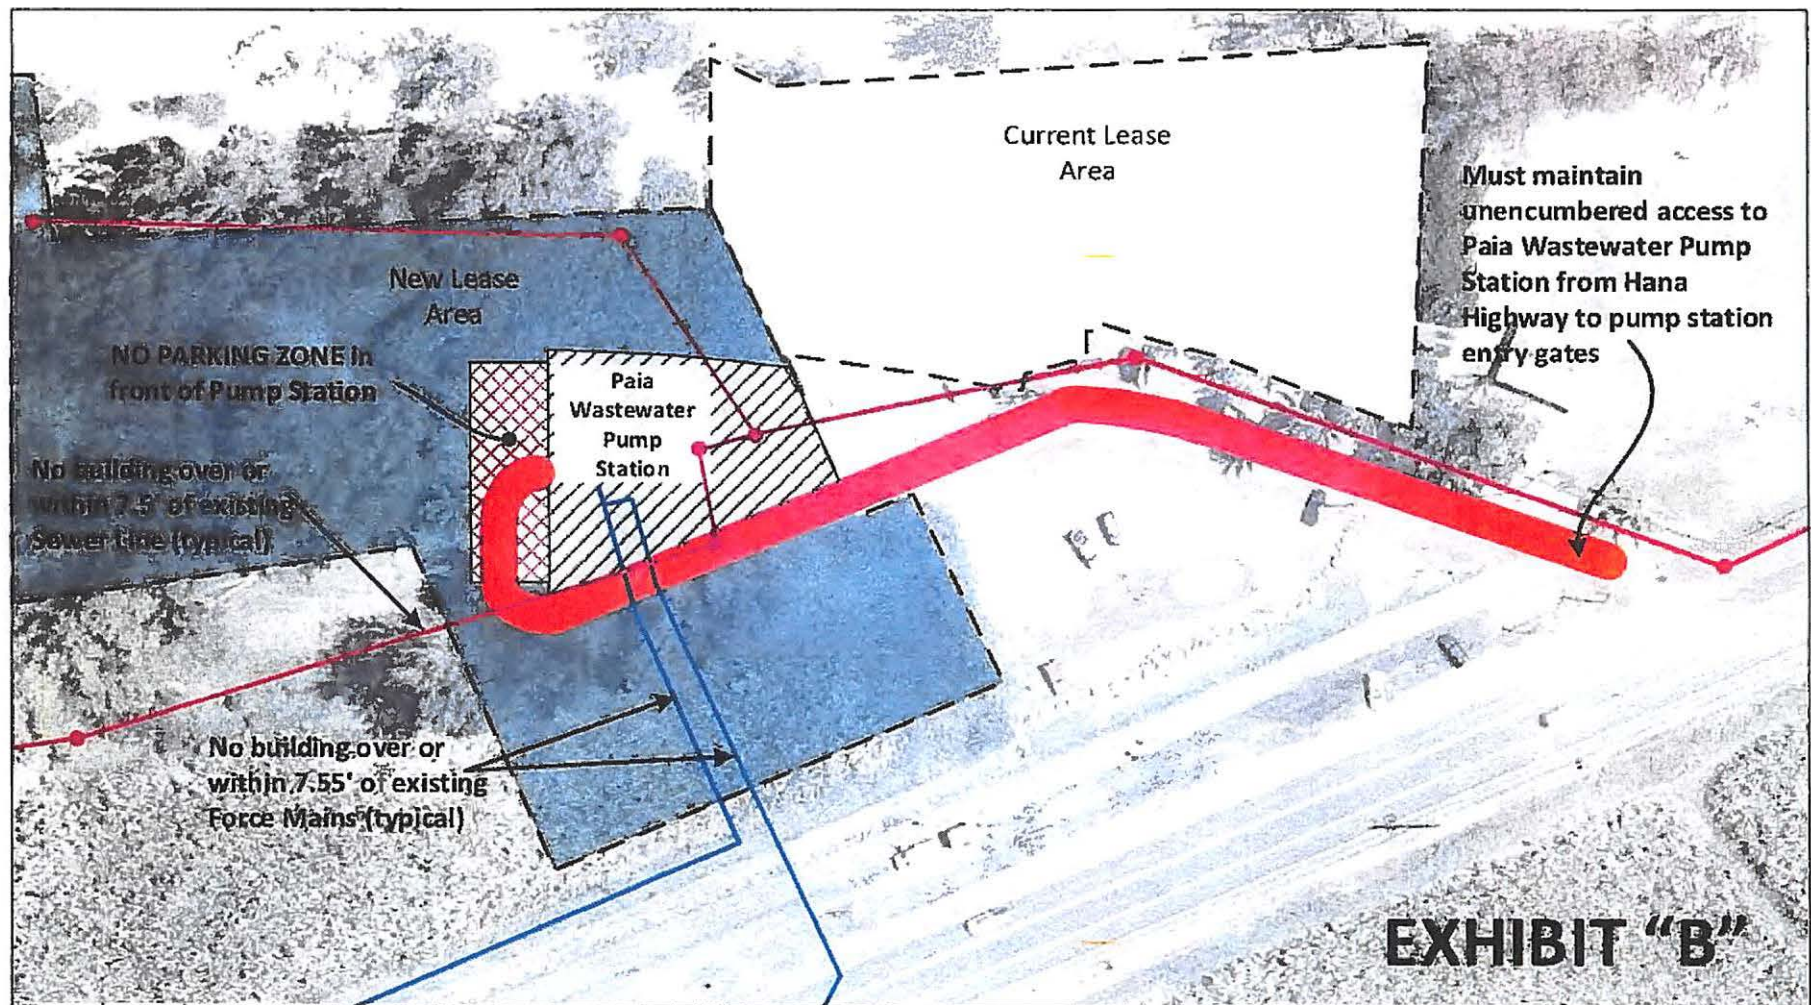 Current Lease
Area
Must maintain
unencumbered access to
Paia Wastewater Pump
Station from Hana
Highway to pump station
entry gates
New Lease
Area
NO PARKING ZONE in
front of Pump Station
Paia
Wastewater
Pump
Station
No building over or
within 7.5' of existing
Sewer Line (typical)
No building over or
within 7.55' of existing
Force Mains (typical)
EXHIBIT “B”